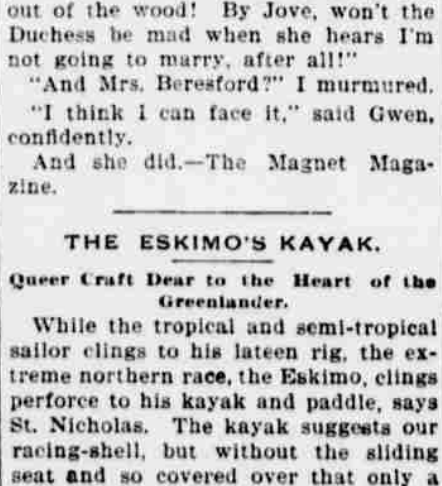 out of the wood! By Jove, won't the
Duchess be mad when she hears I'm
not going to marry, after all!"
"And Mrs. Beresford?" I murmured.
"I think I can face it," said Gwen,
confidently.
And she did.—The Magnet Maga-
zine.
THE ESKIMO'S KAYAK.
Queer Craft Dear to the Heart of the
Greenlander.
While the tropical and semi-tropical
sailor clings to his lateen rig, the ex-
treme northern race, the Eskimo, clings
perforce to his kayak and paddle, says
St. Nicholas. The kayak suggests our
racing-shell, but without the sliding
seat and so covered over that only a